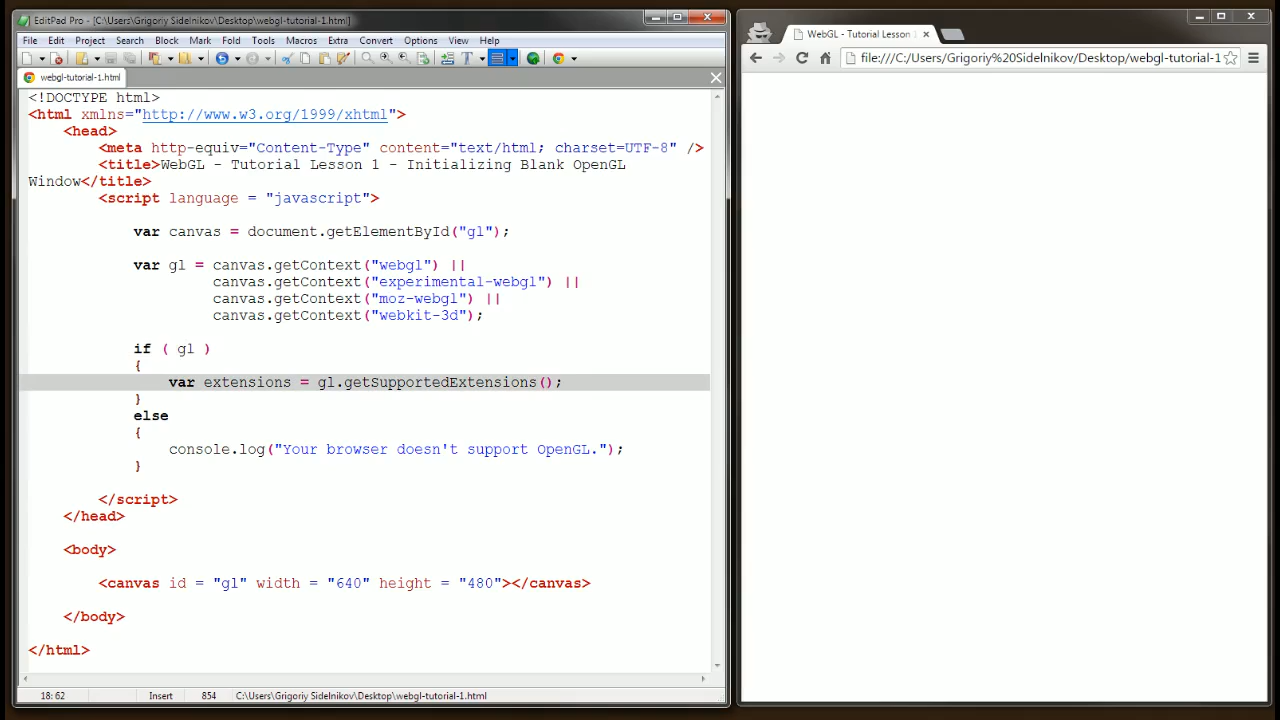 EditPad Pro - [C:\Users\Grigoriy Sidelnikov\Desktop\webgl-tutorial-1.html]
File Edit Project Search Block Mark Fold Tools Macros Extra Convert Options View Help
webgl-tutorial-1.html
<!DOCTYPE html>
<html xmlns="http://www.w3.org/1999/xhtml">
<head>
<meta http-equiv="Content-Type" content="text/html; charset=UTF-8" />
<title>WebGL - Tutorial Lesson 1 - Initializing Blank OpenGL
Window</title>
<script language = "javascript">
var canvas = document.getElementById("gl");
var gl = canvas.getContext("webgl") ||
canvas.getContext("experimental-webgl") ||
canvas.getContext("moz-webgl") ||
canvas.getContext("webkit-3d");
if ( gl )
{
var extensions = gl.getSupportedExtensions();
}
else
{
console.log("Your browser doesn't support OpenGL.");
}
</script>
</head>
<body>
<canvas id = "gl" width = "640" height = "480"></canvas>
</body>
</html>
18:62 Insert 854 C:\Users\Grigoriy Sidelnikov\Desktop\webgl-tutorial-1.html
WebGL - Tutorial Lesson 1
file:///C:/Users/Grigoriy%20Sidelnikov/Desktop/webgl-tutorial-1